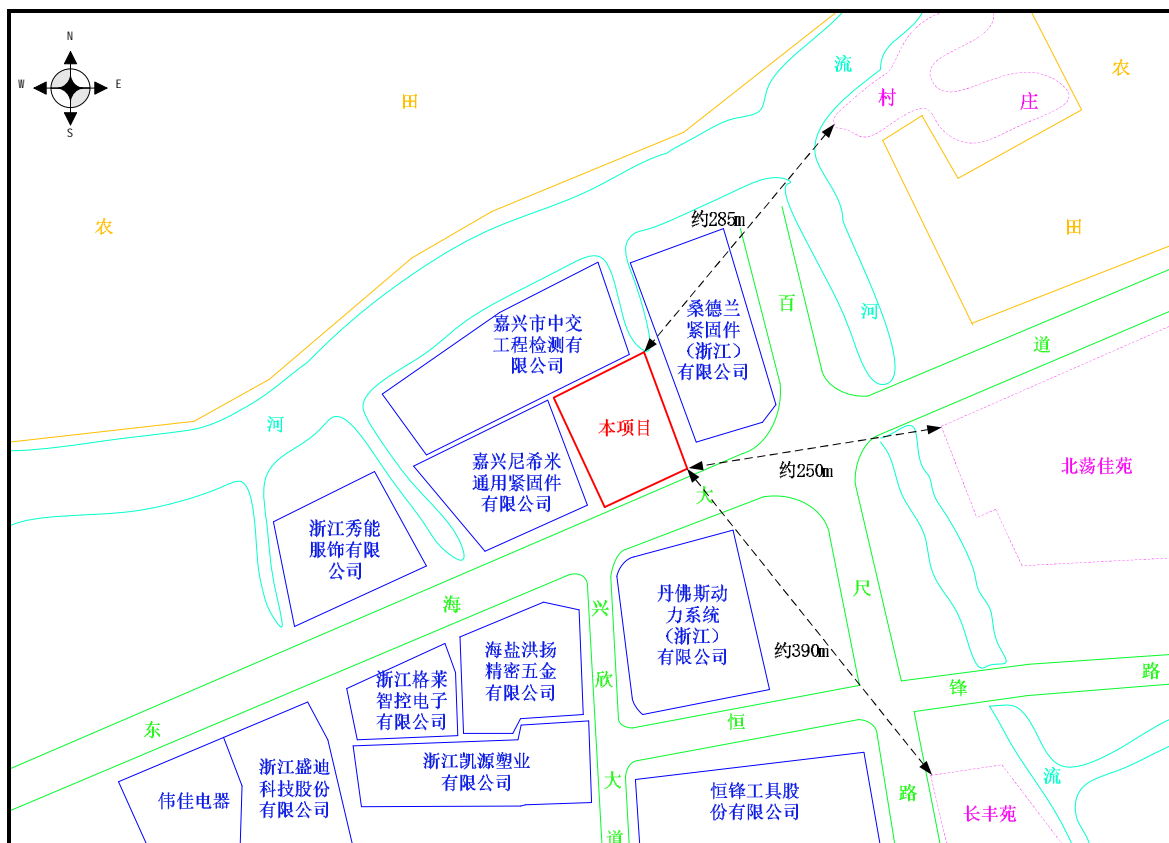 N
W
E
S
流
农
田
村
庄
农
约285m
田
百
嘉兴市中交
工程检测有
限公司
桑德兰
紧固件
（浙江）
有限公司
河
道
河
本项目
嘉兴尼希米
通用紧固件
有限公司
约250m
北荡佳苑
大
浙江秀能
服饰有限
公司
海
兴
丹佛斯动
力系统
（浙江）
有限公司
尺
海盐洪扬
精密五金
有限公司
约390m
浙江格莱
智控电子
有限公司
欣
锋
路
东
恒
浙江凯源塑业
有限公司
浙江盛迪
科技股份
有限公司
伟佳电器
大
恒锋工具股
份有限公司
路
流
长丰苑
道